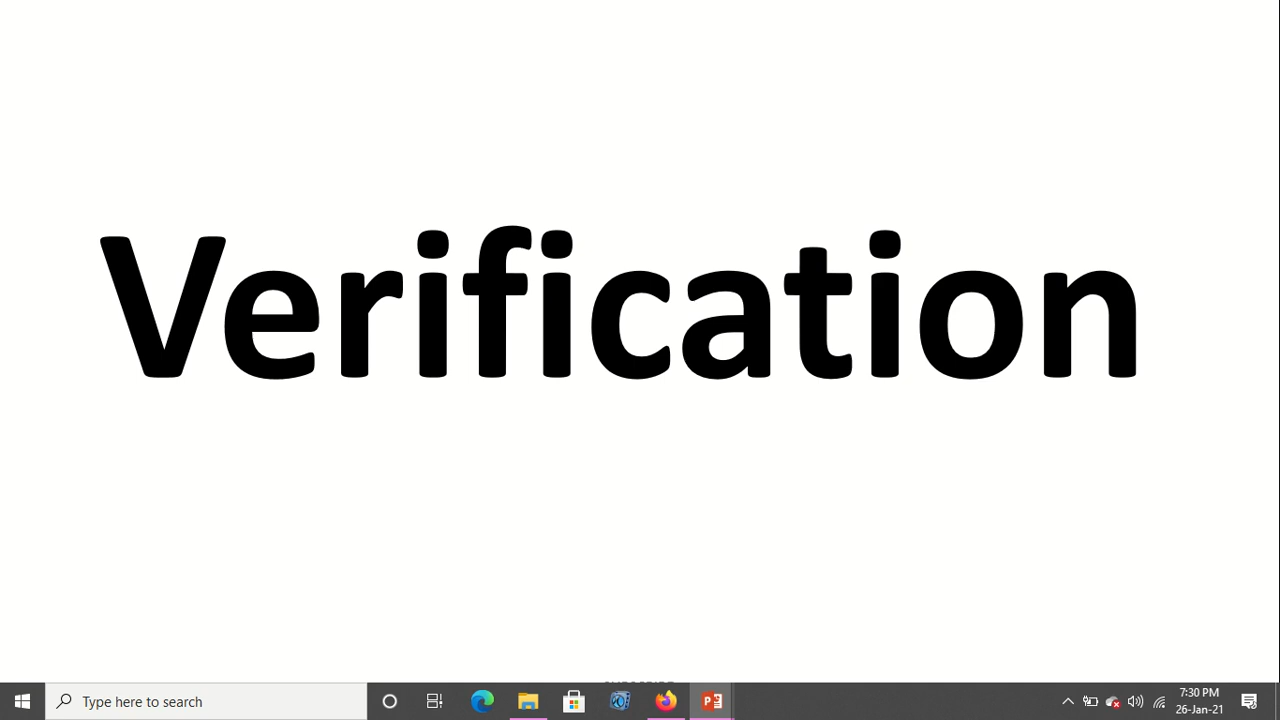 Verification
Type here to search
7:30 PM
26-Jan-21